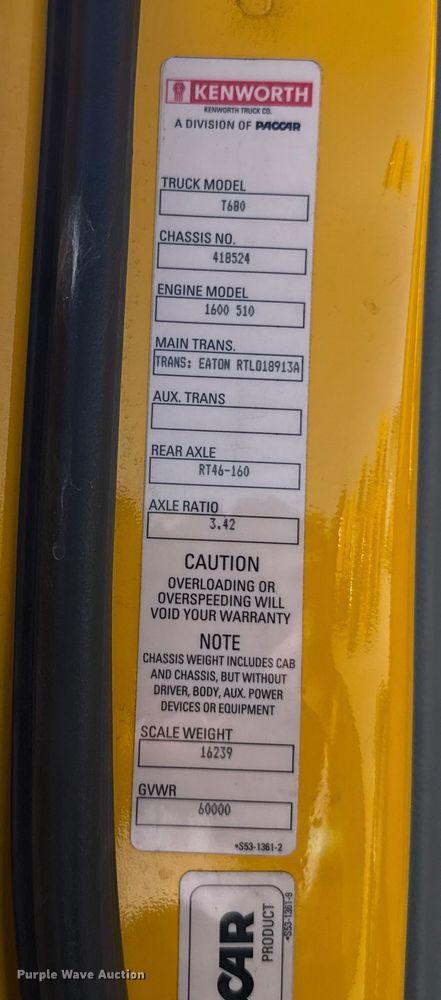 KENWORTH
KENWORTH TRUCK CO.
A DIVISION OF PACCAR
TRUCK MODEL
T680
CHASSIS NO.
418524
ENGINE MODEL
1600 510
MAIN TRANS.
TRANS: EATON RTLO18913A
AUX. TRANS
REAR AXLE
RT46-160
AXLE RATIO
3.42
CAUTION
OVERLOADING OR
OVERSPEEDING WILL
VOID YOUR WARRANTY
NOTE
CHASSIS WEIGHT INCLUDES CAB
AND CHASSIS, BUT WITHOUT
DRIVER, BODY, AUX. POWER
DEVICES OR EQUIPMENT
SCALE WEIGHT
16239
GVWR
60000
*S53-1361-2
CAR
PRODUCT
*S53-1361-9
Purple Wave Auction